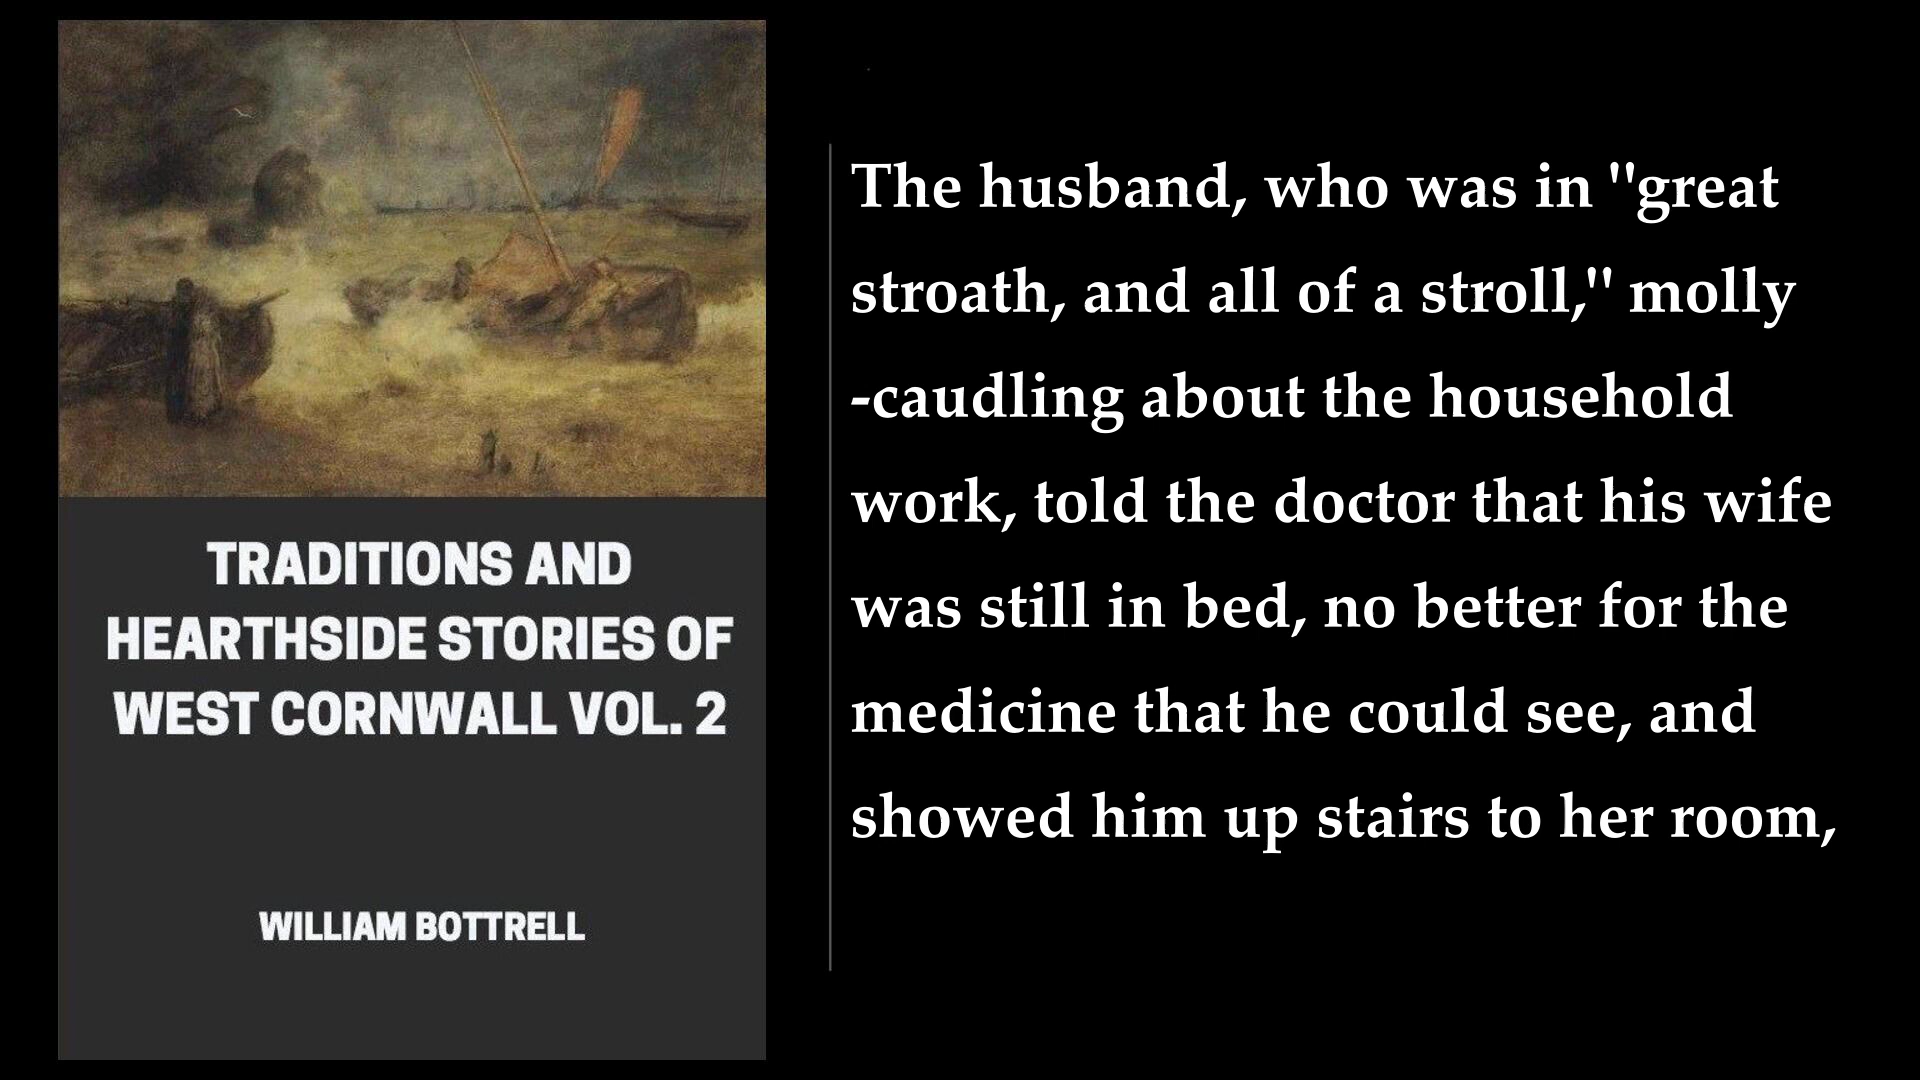 TRADITIONS AND
HEARTHSIDE STORIES OF
WEST CORNWALL VOL. 2
WILLIAM BOTTRELL
The husband, who was in "great
stroath, and all of a stroll," molly
-caudling about the household
work, told the doctor that his wife
was still in bed, no better for the
medicine that he could see, and
showed him up stairs to her room,